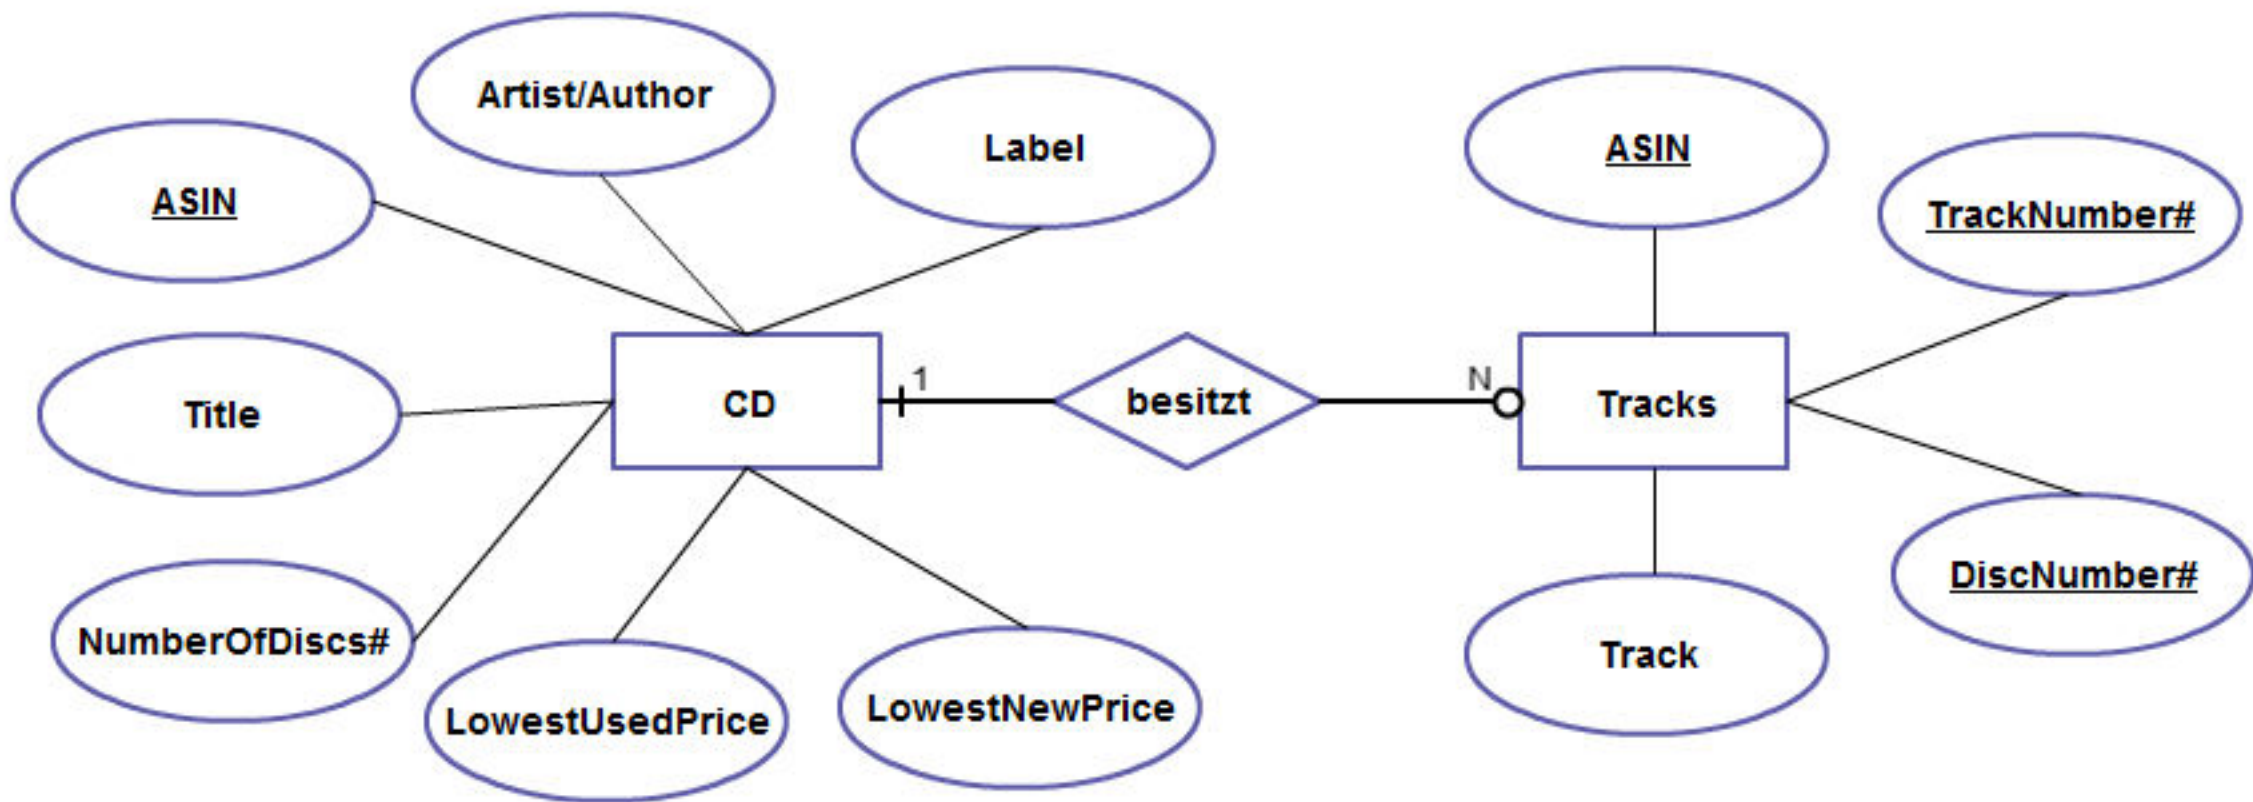 Artist/Author
Label
ASIN
ASIN
TrackNumber#
Title
CD
1
besitzt
N
Tracks
NumberOfDiscs#
LowestUsedPrice
LowestNewPrice
Track
DiscNumber#